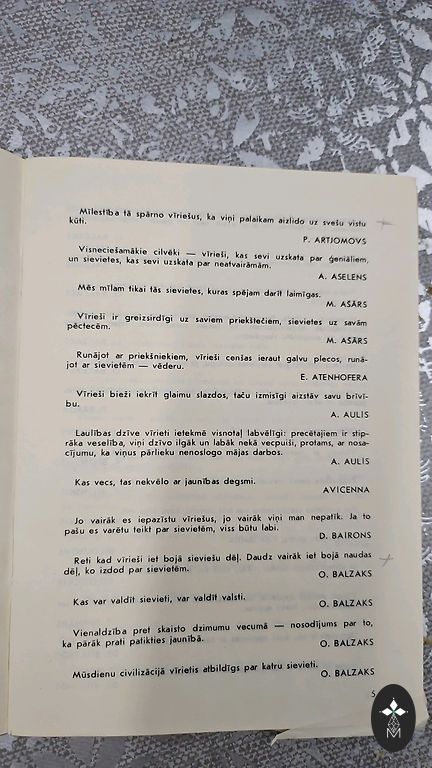 Mīlestība tā spārno vīriešus, ka viņi palaikam aizlido uz svešu vistu
kūti.
P. ARTJOMOVS
Visneciešamākie cilvēki — vīrieši, kas sevi uzskata par ģeniāliem,
un sievietes, kas sevi uzskata par neatvairāmām.
A. ASELENS
Mēs mīlam tikai tās sievietes, kuras spējam darīt laimīgas.
M. AŠĀRS
Vīrieši ir greizsirdīgi uz saviem priekštečiem, sievietes uz savām
pēctecēm.
M. AŠĀRS
Runājot ar priekšniekiem, vīrieši cenšas ieraut galvu plecos, runā-
jot ar sievietēm — vēderu.
E. ATENHOFERA
Vīrieši bieži iekrīt glaimu slazdos, taču izmisīgi aizstāv savu brīvī-
bu.
A. AULIS
Laulības dzīve vīrieti ietekmē visnotaļ labvēlīgi: precētajiem ir stip-
rāka veselība, viņi dzīvo ilgāk un labāk nekā vecpuiši, protams, ar nosa-
cījumu, ka viņus pārlieku nenoslogo mājas darbos.
A. AULIS
Kas vecs, tas nekvēlo ar jaunības degsmi.
AVICENNA
Jo vairāk es iepazīstu vīriešus, jo vairāk viņi man nepatīk. Ja to
pašu es varētu teikt par sievietēm, viss būtu labi.
D. BAIRONS
Reti kad vīrieši iet bojā sieviešu dēļ. Daudz vairāk iet bojā naudas
dēļ, ko izdod par sievietēm.
O. BALZAKS
Kas var valdīt sievieti, var valdīt valsti.
O. BALZAKS
Vienaldzība pret skaisto dzimumu vecumā — nosodījums par to,
ka pārāk prati patikties jaunībā.
O. BALZAKS
Mūsdienu civilizācijā vīrietis atbildīgs par katru sievieti.
O. BALZAKS
5
M